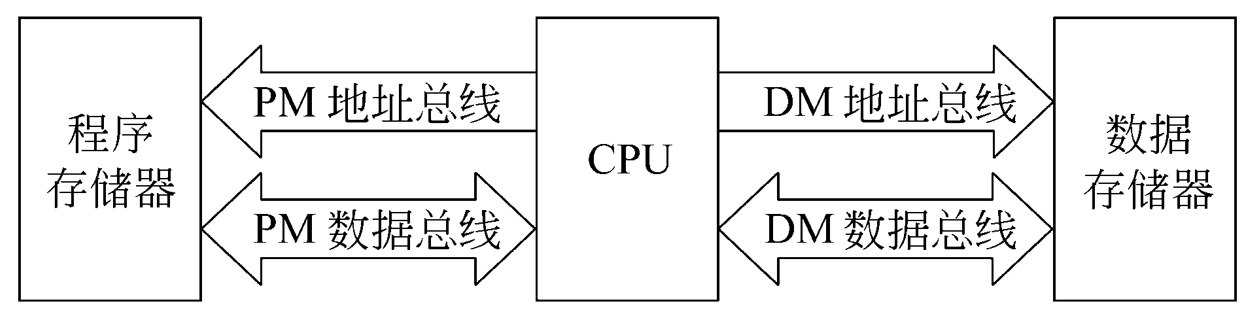 程序
存储器
PM 地址总线
PM 数据总线
CPU
DM 地址总线
DM 数据总线
数据
存储器